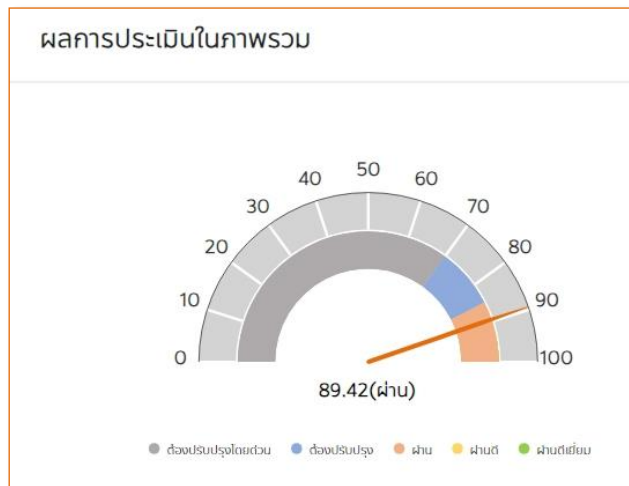 ผลการประเมินในภาพรวม
50
40 60
30 70
20 80
10 90
0 100
89.42(ผ่าน)
ต้องปรับปรุงโดยด่วน ต้องปรับปรุง ผ่าน ผ่านดี ผ่านดีเยี่ยม